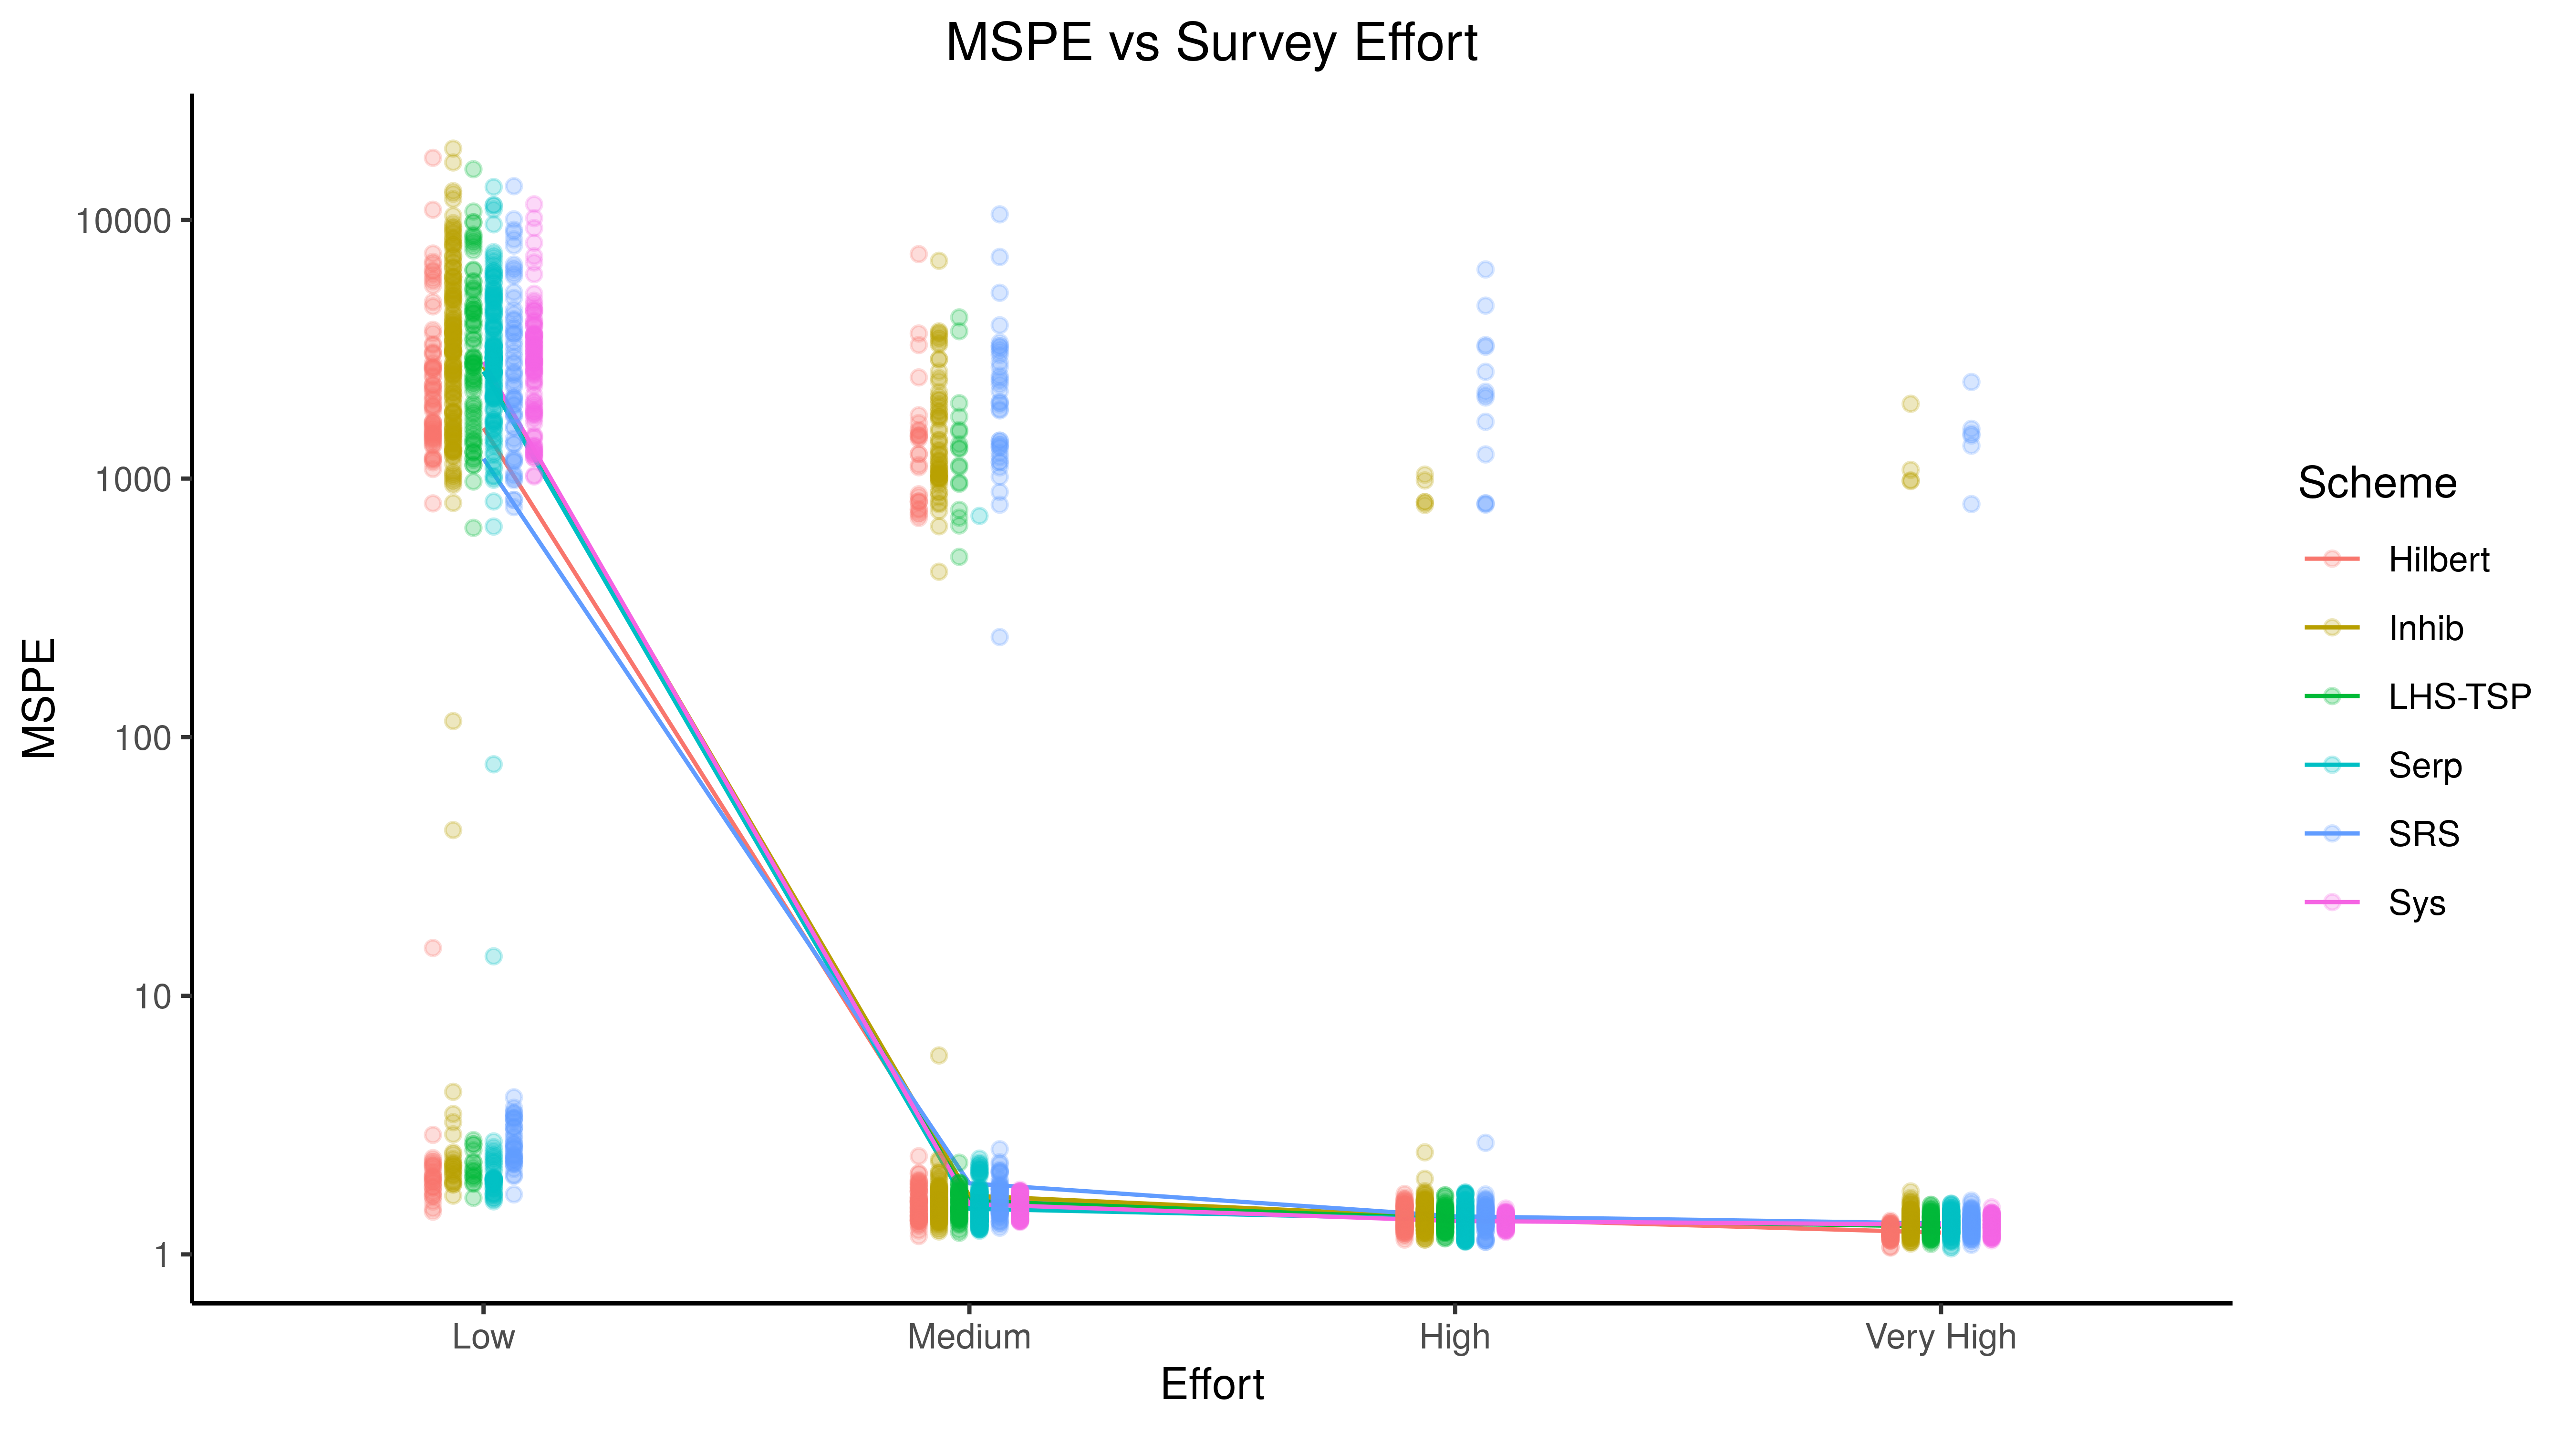 MSPE vs Survey Effort
10000
1000
100
10
1
MSPE
Low
Medium
High
Very High
Effort
Scheme
Hilbert
Inhib
LHS-TSP
Serp
SRS
Sys